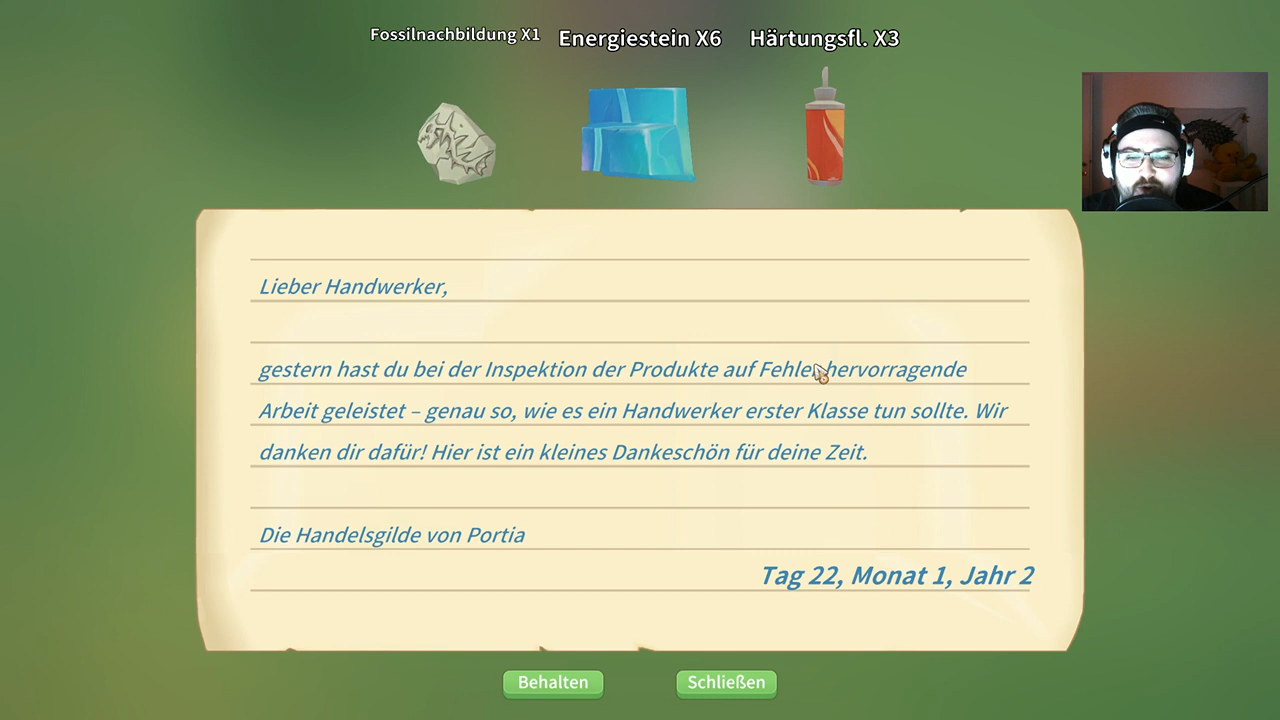 Fossilnachbildung X1 Energiestein X6 Härtungsfl. X3
Lieber Handwerker,
gestern hast du bei der Inspektion der Produkte auf Fehler hervorragende
Arbeit geleistet – genau so, wie es ein Handwerker erster Klasse tun sollte. Wir
danken dir dafür! Hier ist ein kleines Dankeschön für deine Zeit.
Die Handelsgilde von Portia
Tag 22, Monat 1, Jahr 2
Behalten Schließen